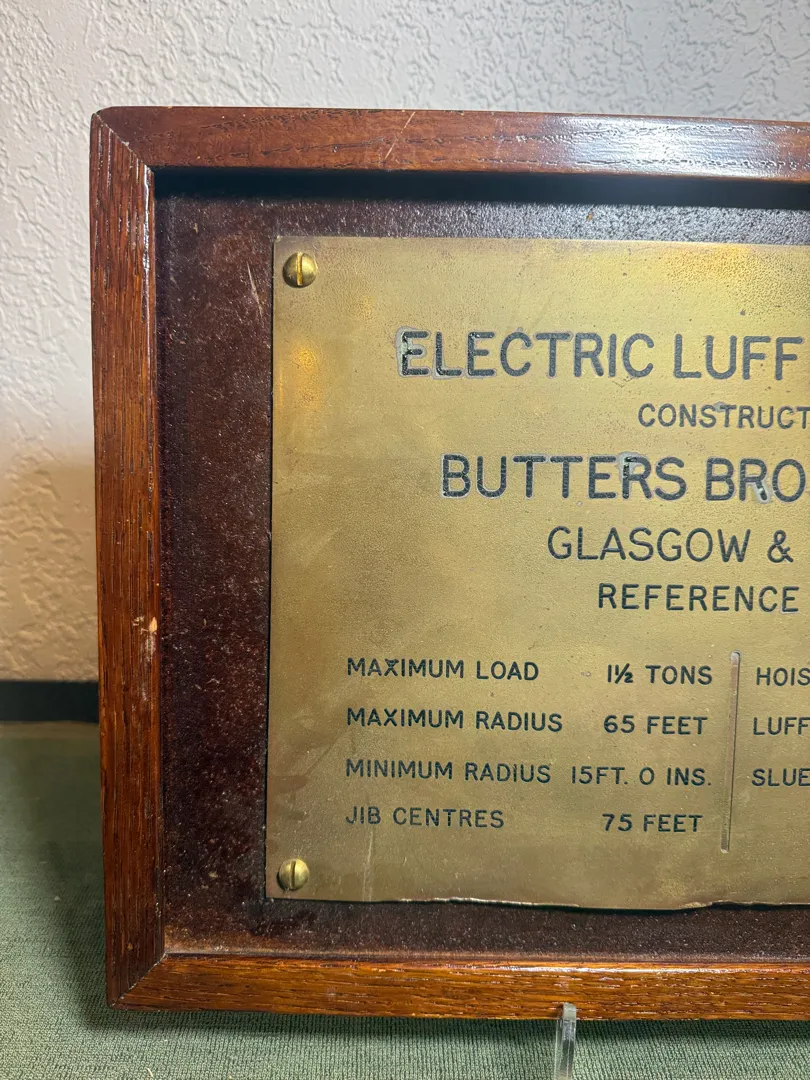 ELECTRIC LUFF
CONSTRUCT
BUTTERS BRO
GLASGOW &
REFERENCE
MAXIMUM LOAD 1½ TONS HOIS
MAXIMUM RADIUS 65 FEET LUFF
MINIMUM RADIUS 15FT. 0 INS. SLUE
JIB CENTRES 75 FEET